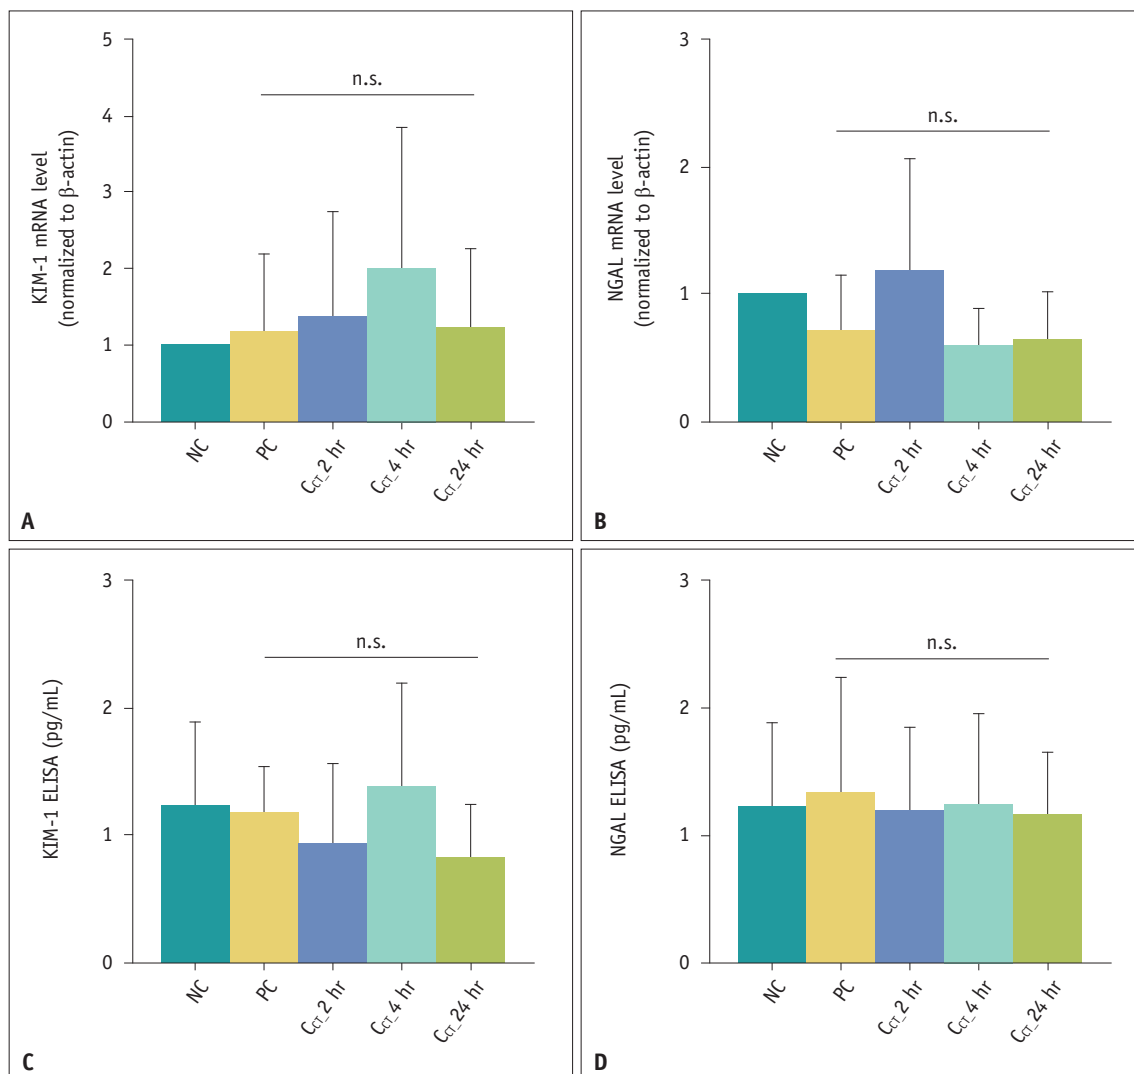 KIM-1 mRNA level
(normalized to β-actin)
5
4
3
2
1
0
n.s.
NC
PC
CCT_2 hr
CCT_4 hr
CCT_24 hr
A
NGAL mRNA level
(normalized to β-actin)
3
2
1
0
n.s.
NC
PC
CCT_2 hr
CCT_4 hr
CCT_24 hr
B
KIM-1 ELISA (pg/mL)
3
2
1
0
n.s.
NC
PC
CCT_2 hr
CCT_4 hr
CCT_24 hr
C
NGAL ELISA (pg/mL)
3
2
1
0
n.s.
NC
PC
CCT_2 hr
CCT_4 hr
CCT_24 hr
D